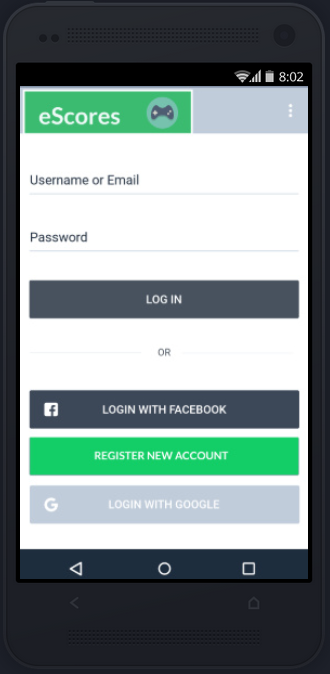 8:02
eScores
Username or Email
Password
LOG IN
OR
LOGIN WITH FACEBOOK
REGISTER NEW ACCOUNT
LOGIN WITH GOOGLE